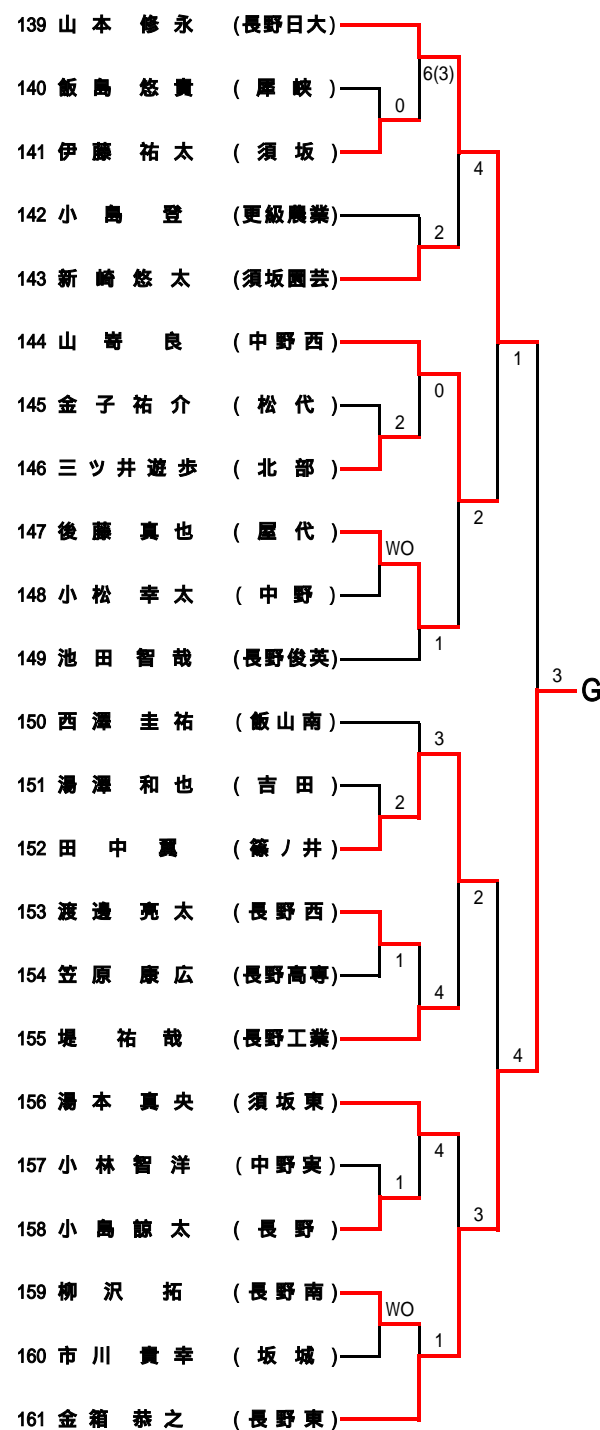 139 山本 修永 (長野日大)
6(3)
140 飯島 悠貴 (犀峡)
0
141 伊藤 祐太 (須坂)
4
142 小島 登 (更級農業)
2
143 新崎悠太 (須坂園芸)
144 山嵜 良 (中野西)
1
0
145 金子祐介 (松代)
2
146 三ツ井遊歩 (北部)
2
147 後藤 真也 (屋代)
WO
148 小松 幸太 (中野)
1
149 池田智哉 (長野俊英)
3
G
150 西澤 圭祐 (飯山南)
3
151 湯澤 和也 (吉田)
2
152 田中翼 (篠ノ井)
2
153 渡邊 亮太 (長野西)
1
154 笠原 康広 (長野高専)
4
155 堤 祐哉 (長野工業)
4
156 湯本 真央 (須坂東)
4
157 小林智洋 (中野実)
1
158 小島諒太 (長野)
3
159 柳沢 拓 (長野南)
WO
1
160 市川 貴幸 (坂城)
161 金箱 恭之 (長野東)